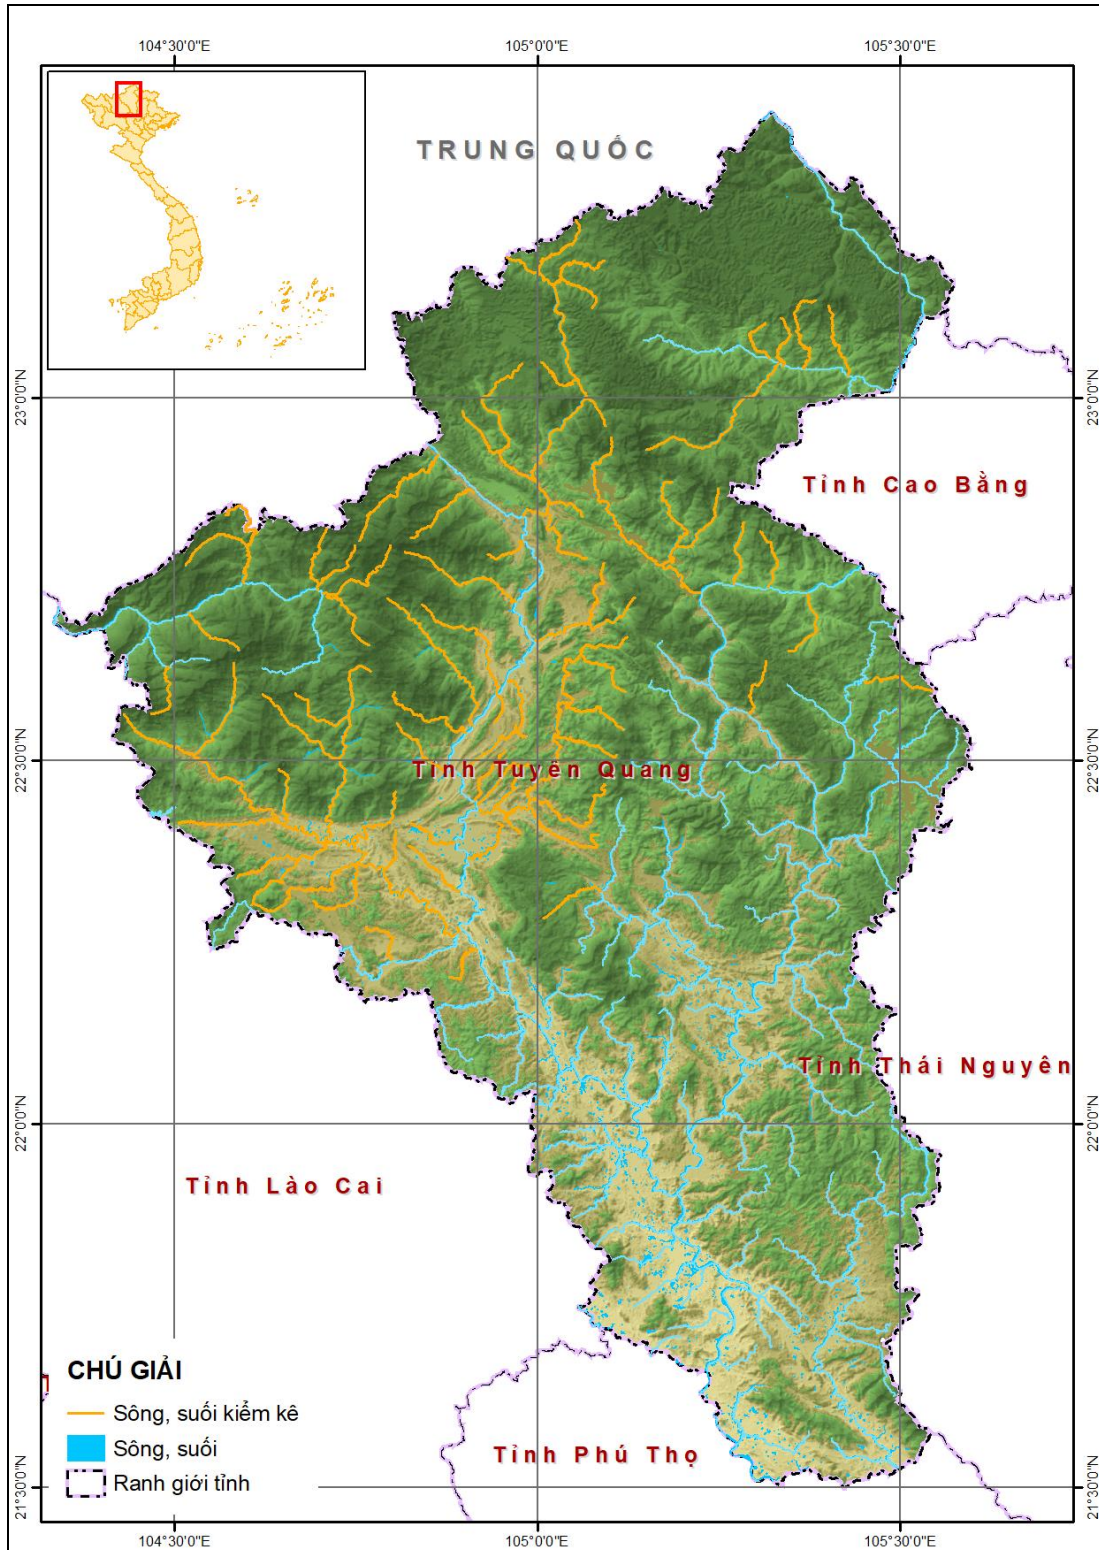 104°30'0"E
105°0'0"E
105°30'0"E
TRUNG QUỐC
23°0'0"N
23°0'0"N
Tỉnh Cao Bằng
22°30'0"N
Tỉnh Tuyên Quang
22°30'0"N
Tỉnh Thái Nguyên
22°0'0"N
22°0'0"N
Tỉnh Lào Cai
CHÚ GIẢI
Sông, suối kiểm kê
Sông, suối
Ranh giới tỉnh
Tỉnh Phú Thọ
21°30'0"N
21°30'0"N
104°30'0"E
105°0'0"E
105°30'0"E